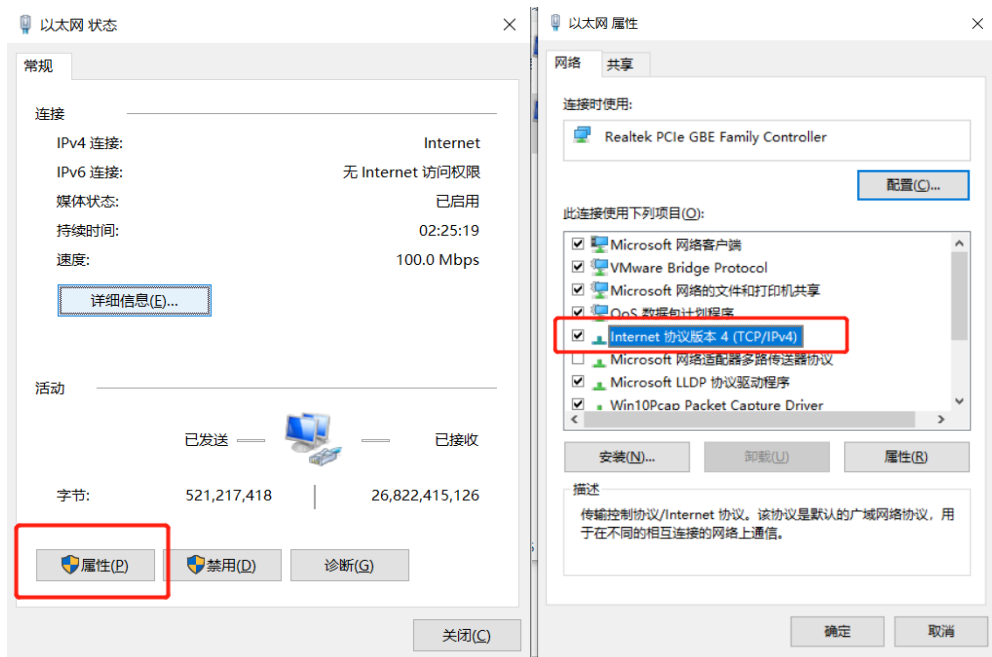 以太网 状态
常规
连接
IPv4 连接: Internet
IPv6 连接: 无 Internet 访问权限
媒体状态: 已启用
持续时间: 02:25:19
速度: 100.0 Mbps
详细信息(E)...
活动
已发送 已接收
字节: 521,217,418 26,822,415,126
属性(P) 禁用(D) 诊断(G)
关闭(C)
以太网 属性
网络 共享
连接时使用:
Realtek PCIe GBE Family Controller
配置(C)...
此连接使用下列项目(O):
Microsoft 网络客户端
VMware Bridge Protocol
Microsoft 网络的文件和打印机共享
QoS 数据包计划程序
Internet 协议版本 4 (TCP/IPv4)
Microsoft 网络适配器多路传送器协议
Microsoft LLDP 协议驱动程序
Win10Pcap Packet Capture Driver
安装(N)... 卸载(U) 属性(R)
描述
传输控制协议/Internet 协议。该协议是默认的广域网络协议，用
于在不同的相互连接的网络上通信。
确定 取消